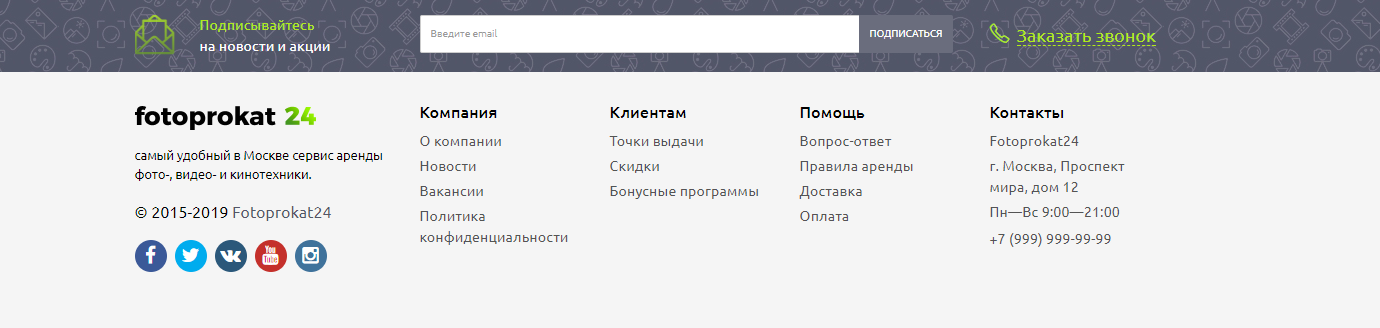 Подписывайтесь
на новости и акции
Введите email
ПОДПИСАТЬСЯ
Заказать звонок
fotoprokat 24
самый удобный в Москве сервис аренды
фото-, видео- и кинотехники.
© 2015-2019 Fotoprokat24
f
You
Tube
Компания
О компании
Новости
Вакансии
Политика
конфиденциальности
Клиентам
Точки выдачи
Скидки
Бонусные программы
Помощь
Вопрос-ответ
Правила аренды
Доставка
Оплата
Контакты
Fotoprokat24
г. Москва, Проспект
мира, дом 12
Пн—Вс 9:00—21:00
+7 (999) 999-99-99